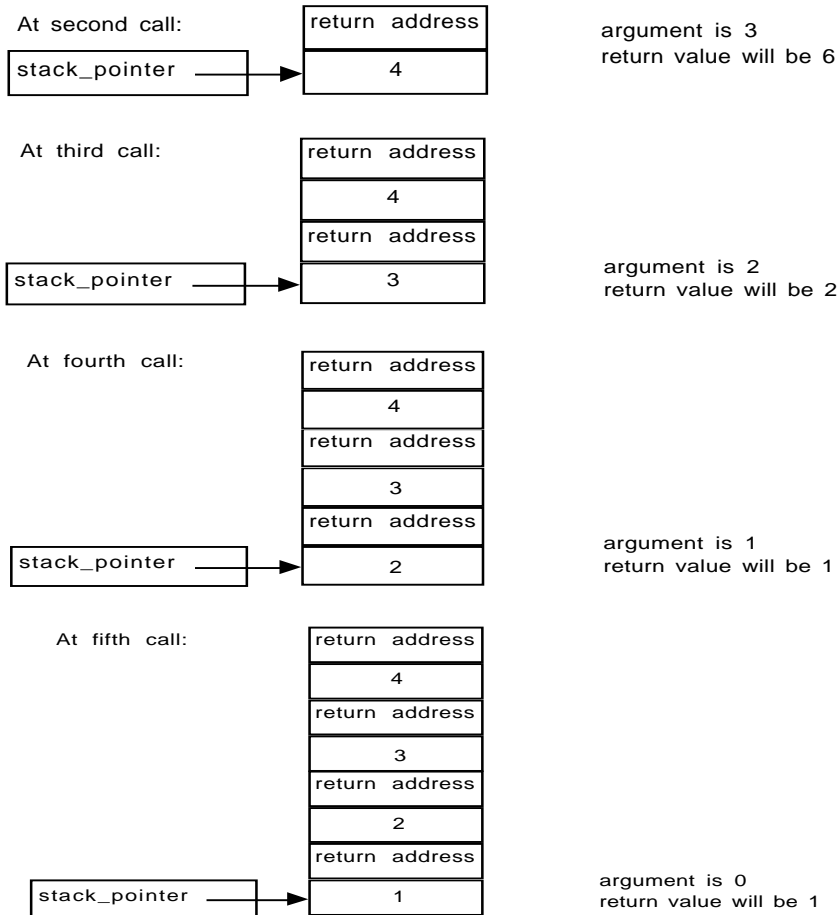 At second call:
return address
argument is 3
return value will be 6
stack_pointer
4
At third call:
return address
4
return address
stack_pointer
3
argument is 2
return value will be 2
At fourth call:
return address
4
return address
3
return address
stack_pointer
2
argument is 1
return value will be 1
At fifth call:
return address
4
return address
3
return address
2
return address
stack_pointer
1
argument is 0
return value will be 1